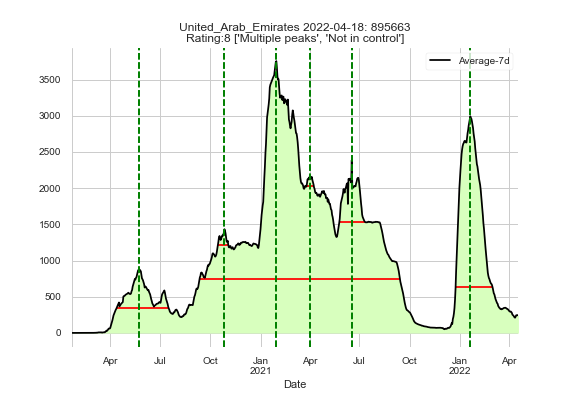 United_Arab_Emirates 2022-04-18: 895663
Rating:8 ['Multiple peaks', 'Not in control']
Average-7d
3500
3000
2500
2000
1500
1000
500
0
Apr
Jul
Oct
Jan
2021
Apr
Jul
Oct
Jan
2022
Apr
Date